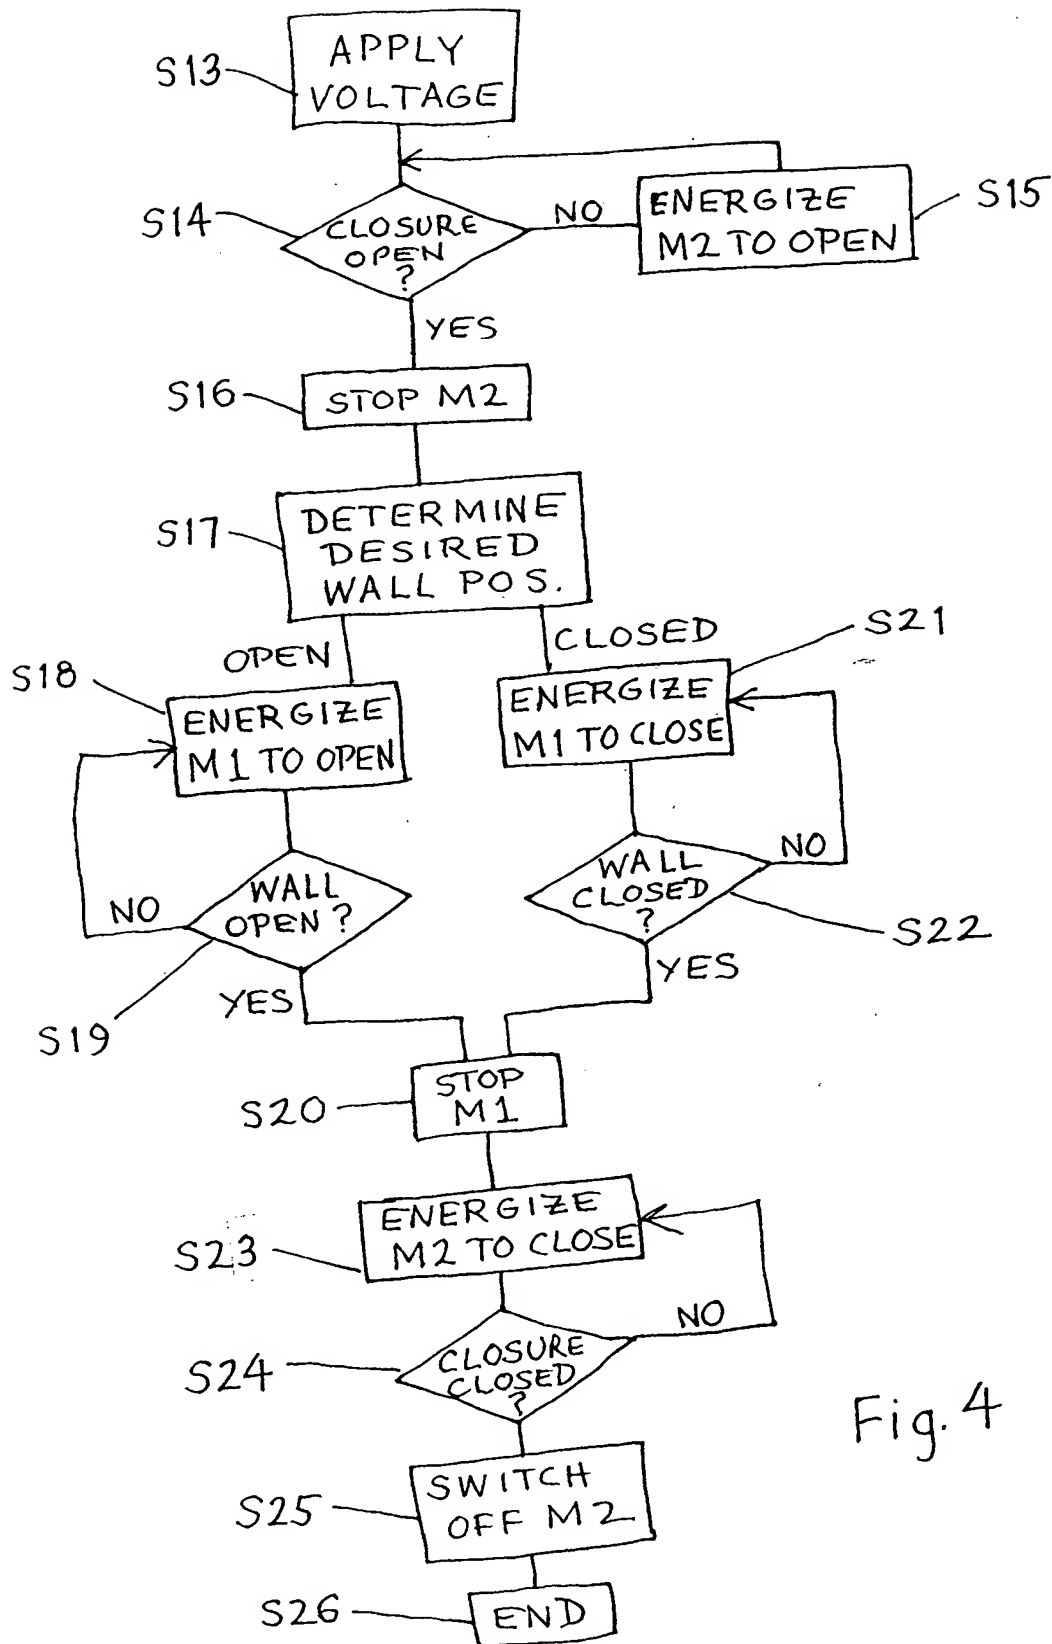 APPLY
VOLTAGE
S13
CLOSURE
OPEN
?
S14
NO
ENERGIZE
M2 TO OPEN
S15
YES
STOP M2
S16
DETERMINE
DESIRED
WALL POS.
S17
OPEN
CLOSED
S18
ENERGIZE
M1 TO OPEN
S21
ENERGIZE
M1 TO CLOSE
WALL
OPEN?
NO
S19
YES
WALL
CLOSED
?
NO
S22
YES
STOP
M1
S20
ENERGIZE
M2 TO CLOSE
S23
CLOSURE
CLOSED
?
NO
S24
SWITCH
OFF M2
S25
END
S26
Fig. 4